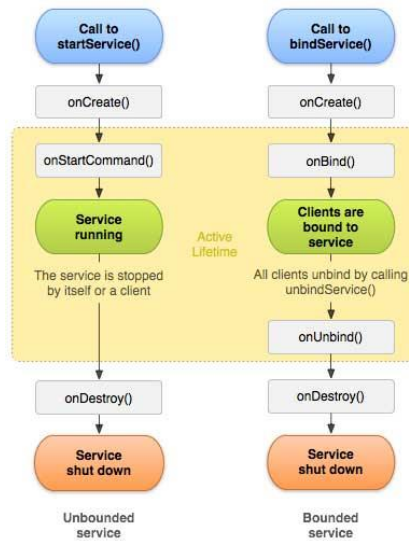 Call to
startService()
onCreate()
onStartCommand()
Service
running
The service is stopped
by itself or a client
onDestroy()
Service
shut down
Unbounded
service
Active
Lifetime
Call to
bindService()
onCreate()
onBind()
Clients are
bound to
service
All clients unbind by calling
unbindService()
onUnbind()
onDestroy()
Service
shut down
Bounded
service